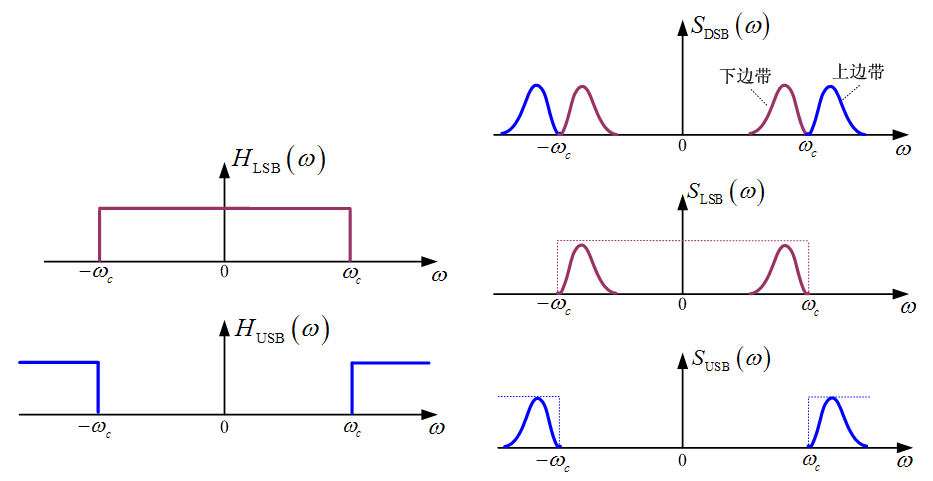 H_LSB(ω)
−ω_c 0 ω_c ω
H_USB(ω)
−ω_c 0 ω_c ω
S_DSB(ω)
下边带 上边带
−ω_c 0 ω_c ω
S_LSB(ω)
−ω_c 0 ω_c ω
S_USB(ω)
−ω_c 0 ω_c ω